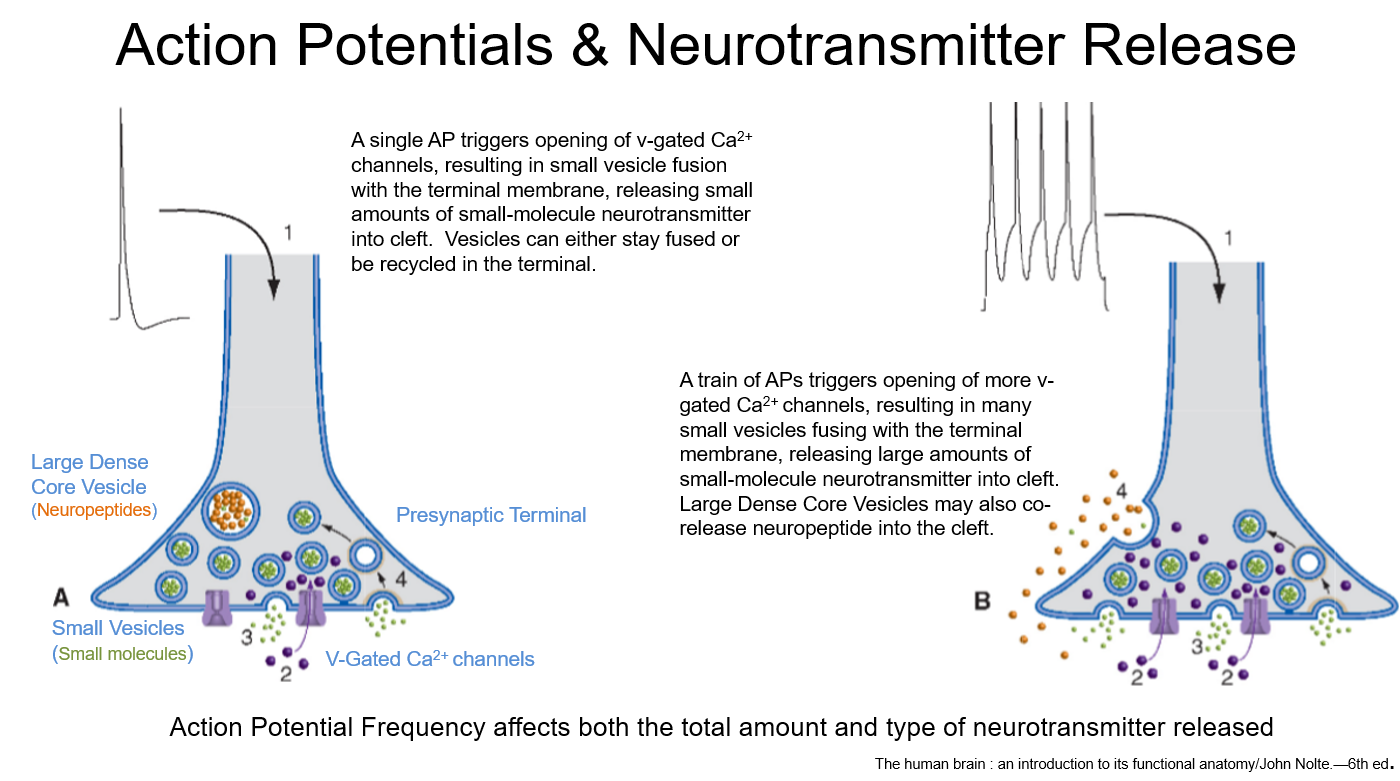 Action Potentials & Neurotransmitter Release
A single AP triggers opening of v-gated Ca²⁺
channels, resulting in small vesicle fusion
with the terminal membrane, releasing small
amounts of small-molecule neurotransmitter
into cleft.  Vesicles can either stay fused or
be recycled in the terminal.
1
1
A train of APs triggers opening of more v-
gated Ca²⁺ channels, resulting in many
small vesicles fusing with the terminal
membrane, releasing large amounts of
small-molecule neurotransmitter into cleft.
Large Dense Core Vesicles may also co-
release neuropeptide into the cleft.
Large Dense
Core Vesicle
(Neuropeptides)
Presynaptic Terminal
4
4
A
B
Small Vesicles
(Small molecules)
3
2
V-Gated Ca²⁺ channels
3
2
2
Action Potential Frequency affects both the total amount and type of neurotransmitter released
The human brain : an introduction to its functional anatomy/John Nolte.—6th ed.